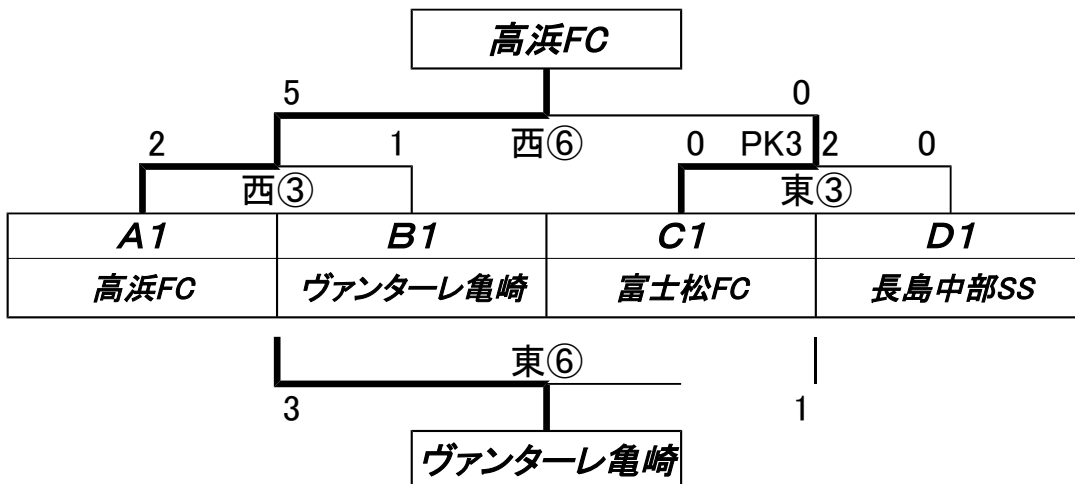 高浜FC
5 0
2 1 西⑥ 0 PK3 2 0
西③ 東③
A1 B1 C1 D1
高浜FC ヴァンターレ亀崎 富士松FC 長島中部SS
東⑥
3 1
ヴァンターレ亀崎